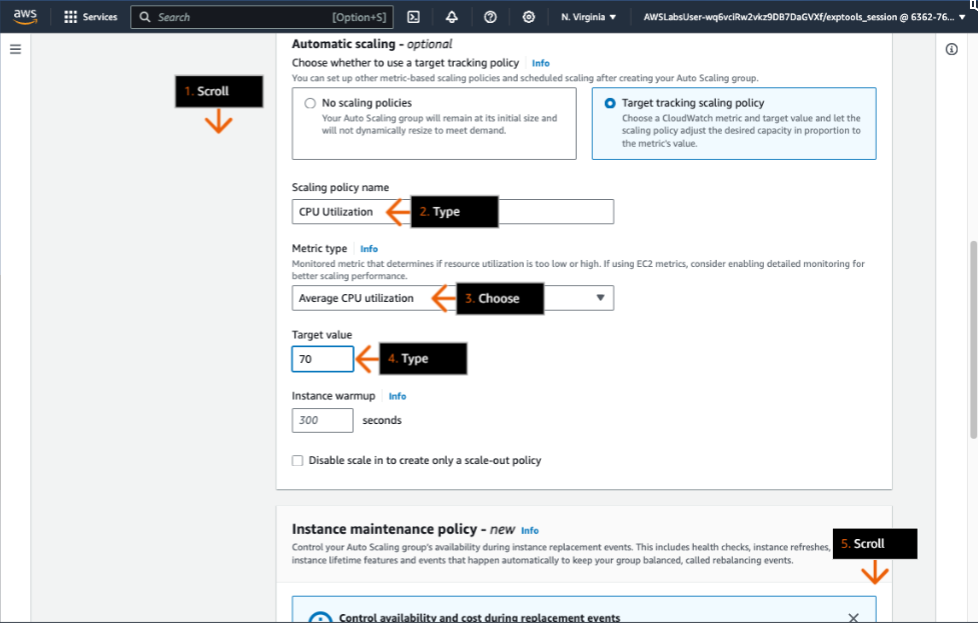 aws
Services
Search [Option+S]
N. Virginia
AWSLabsUser-wq6vciRw2vkz9DB7DaGVXf/exptools_session @ 6362-76...
Automatic scaling - optional
Choose whether to use a target tracking policy Info
You can set up other metric-based scaling policies and scheduled scaling after creating your Auto Scaling group.
1. Scroll
No scaling policies
Your Auto Scaling group will remain at its initial size and
will not dynamically resize to meet demand.
Target tracking scaling policy
Choose a CloudWatch metric and target value and let the
scaling policy adjust the desired capacity in proportion to
the metric's value.
Scaling policy name
CPU Utilization
2. Type
Metric type Info
Monitored metric that determines if resource utilization is too low or high. If using EC2 metrics, consider enabling detailed monitoring for
better scaling performance.
Average CPU utilization
3. Choose
Target value
70
4. Type
Instance warmup Info
300 seconds
Disable scale in to create only a scale-out policy
Instance maintenance policy - new Info
Control your Auto Scaling group's availability during instance replacement events. This includes health checks, instance refreshes,
instance lifetime features and events that happen automatically to keep your group balanced, called rebalancing events.
5. Scroll
Control availability and cost during replacement events